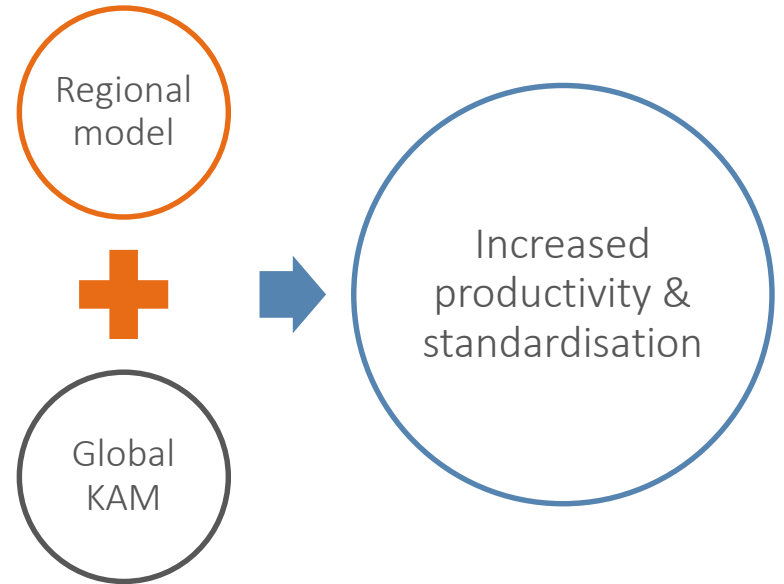 Regional
model
Global
KAM
Increased
productivity &
standardisation